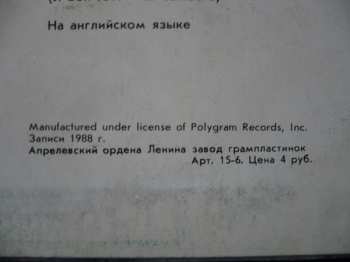 На английском языке
Manufactured under license of Polygram Records, Inc.
Записи 1988 г.
Апрелевский ордена Ленина завод грампластинок
Арт. 15-6. Цена 4 руб.